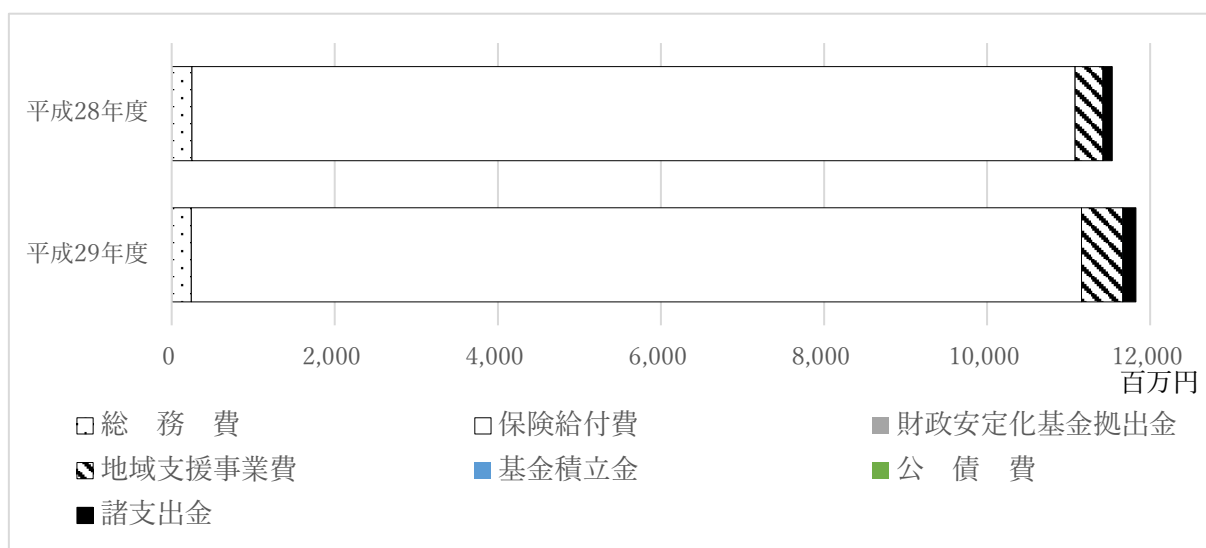 平成28年度
平成29年度
0 2,000 4,000 6,000 8,000 10,000 12,000
百万円
総　務　費 保険給付費 財政安定化基金拠出金
地域支援事業費 基金積立金 公　債　費
諸支出金